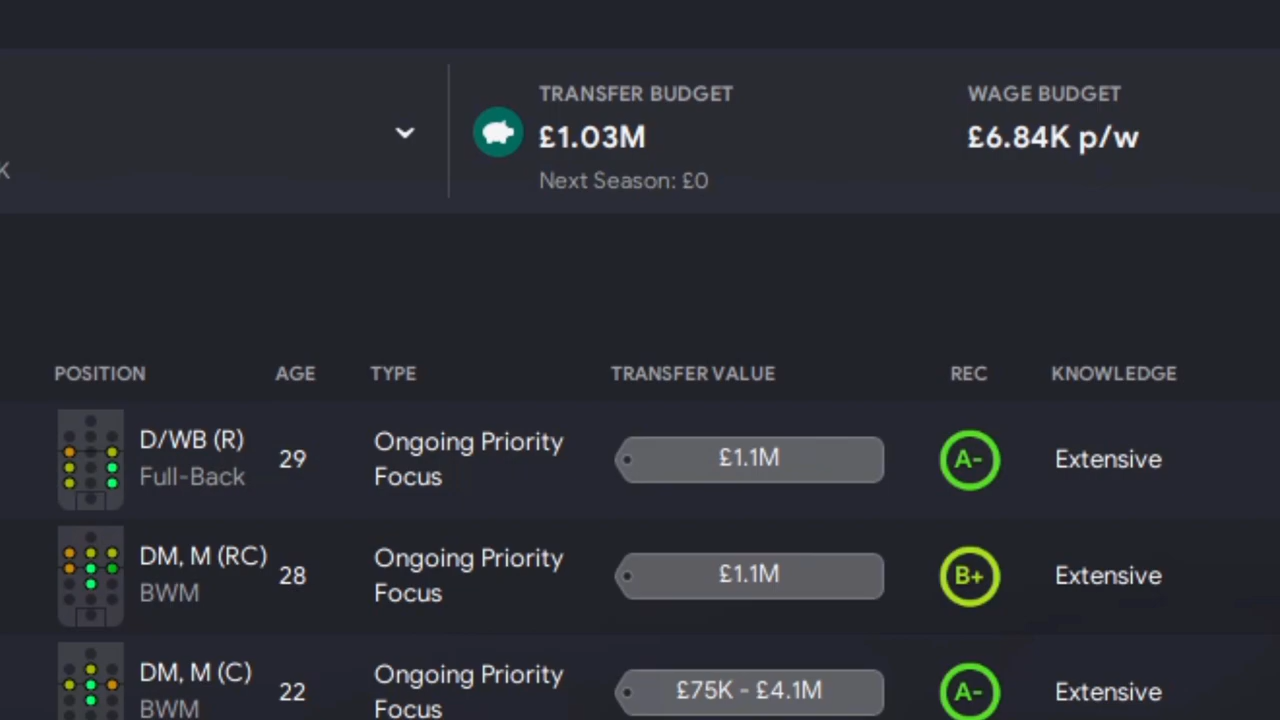 TRANSFER BUDGET WAGE BUDGET
£1.03M £6.84K p/w
K Next Season: £0
POSITION AGE TYPE TRANSFER VALUE REC KNOWLEDGE
D/WB (R) Full-Back 29 Ongoing Priority Focus £1.1M A- Extensive
DM, M (RC) BWM 28 Ongoing Priority Focus £1.1M B+ Extensive
DM, M (C) BWM 22 Ongoing Priority Focus £75K - £4.1M A- Extensive